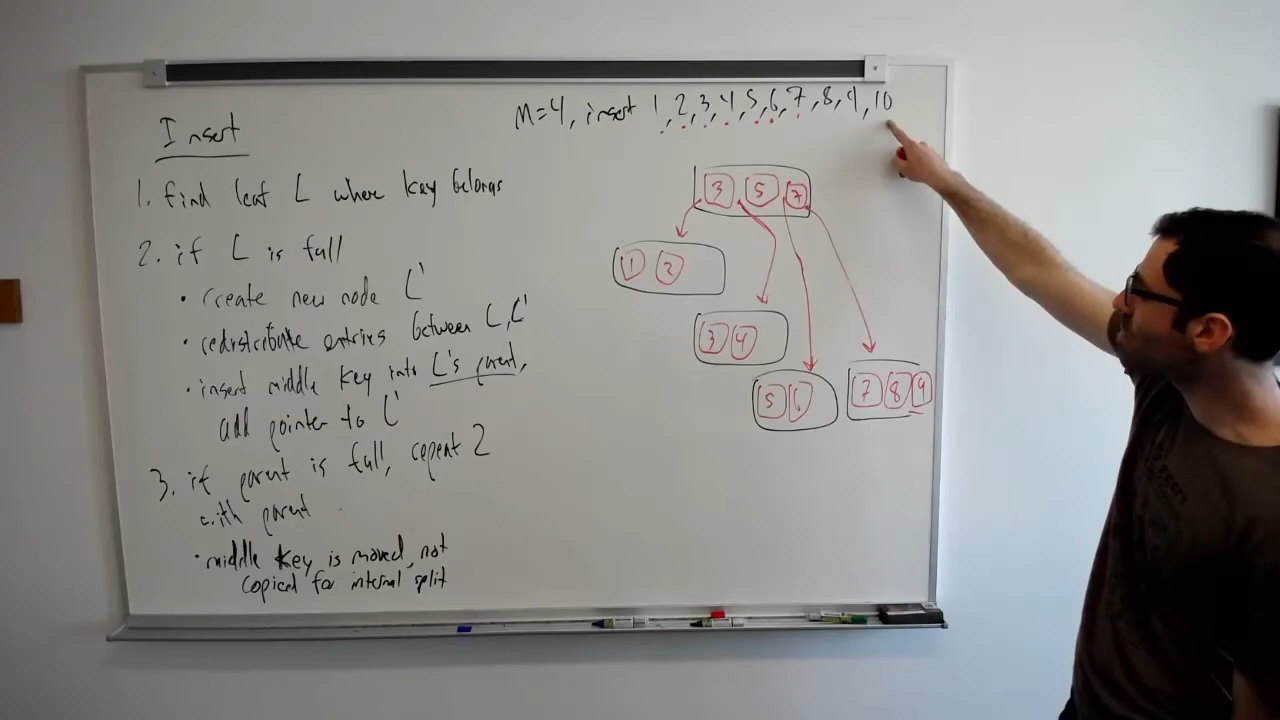 M=4, insert 1,2,3,4,5,6,7,8,9,10
Insert
1. find leaf L where key belongs
2. if L is full
• create new node L'
• redistribute entries between L, L'
• insert middle key into L's parent,
add pointer to L'
3. if parent is full, repeat 2
with parent
• middle key is moved, not
copied for internal split
3 5 7
1 2
3 4
5 6
7 8 9